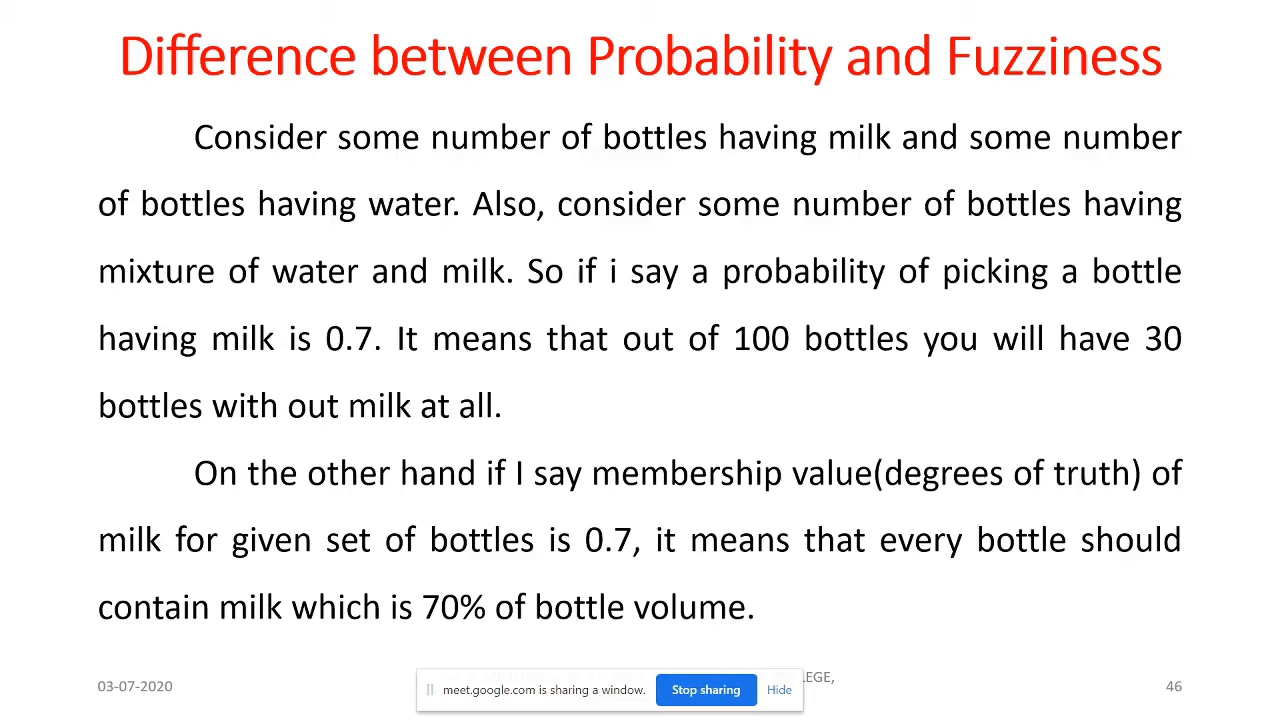 Difference between Probability and Fuzziness
Consider some number of bottles having milk and some number
of bottles having water. Also, consider some number of bottles having
mixture of water and milk. So if i say a probability of picking a bottle
having milk is 0.7. It means that out of 100 bottles you will have 30
bottles with out milk at all.
On the other hand if I say membership value(degrees of truth) of
milk for given set of bottles is 0.7, it means that every bottle should
contain milk which is 70% of bottle volume.
03-07-2020
meet.google.com is sharing a window.
Stop sharing
Hide
46